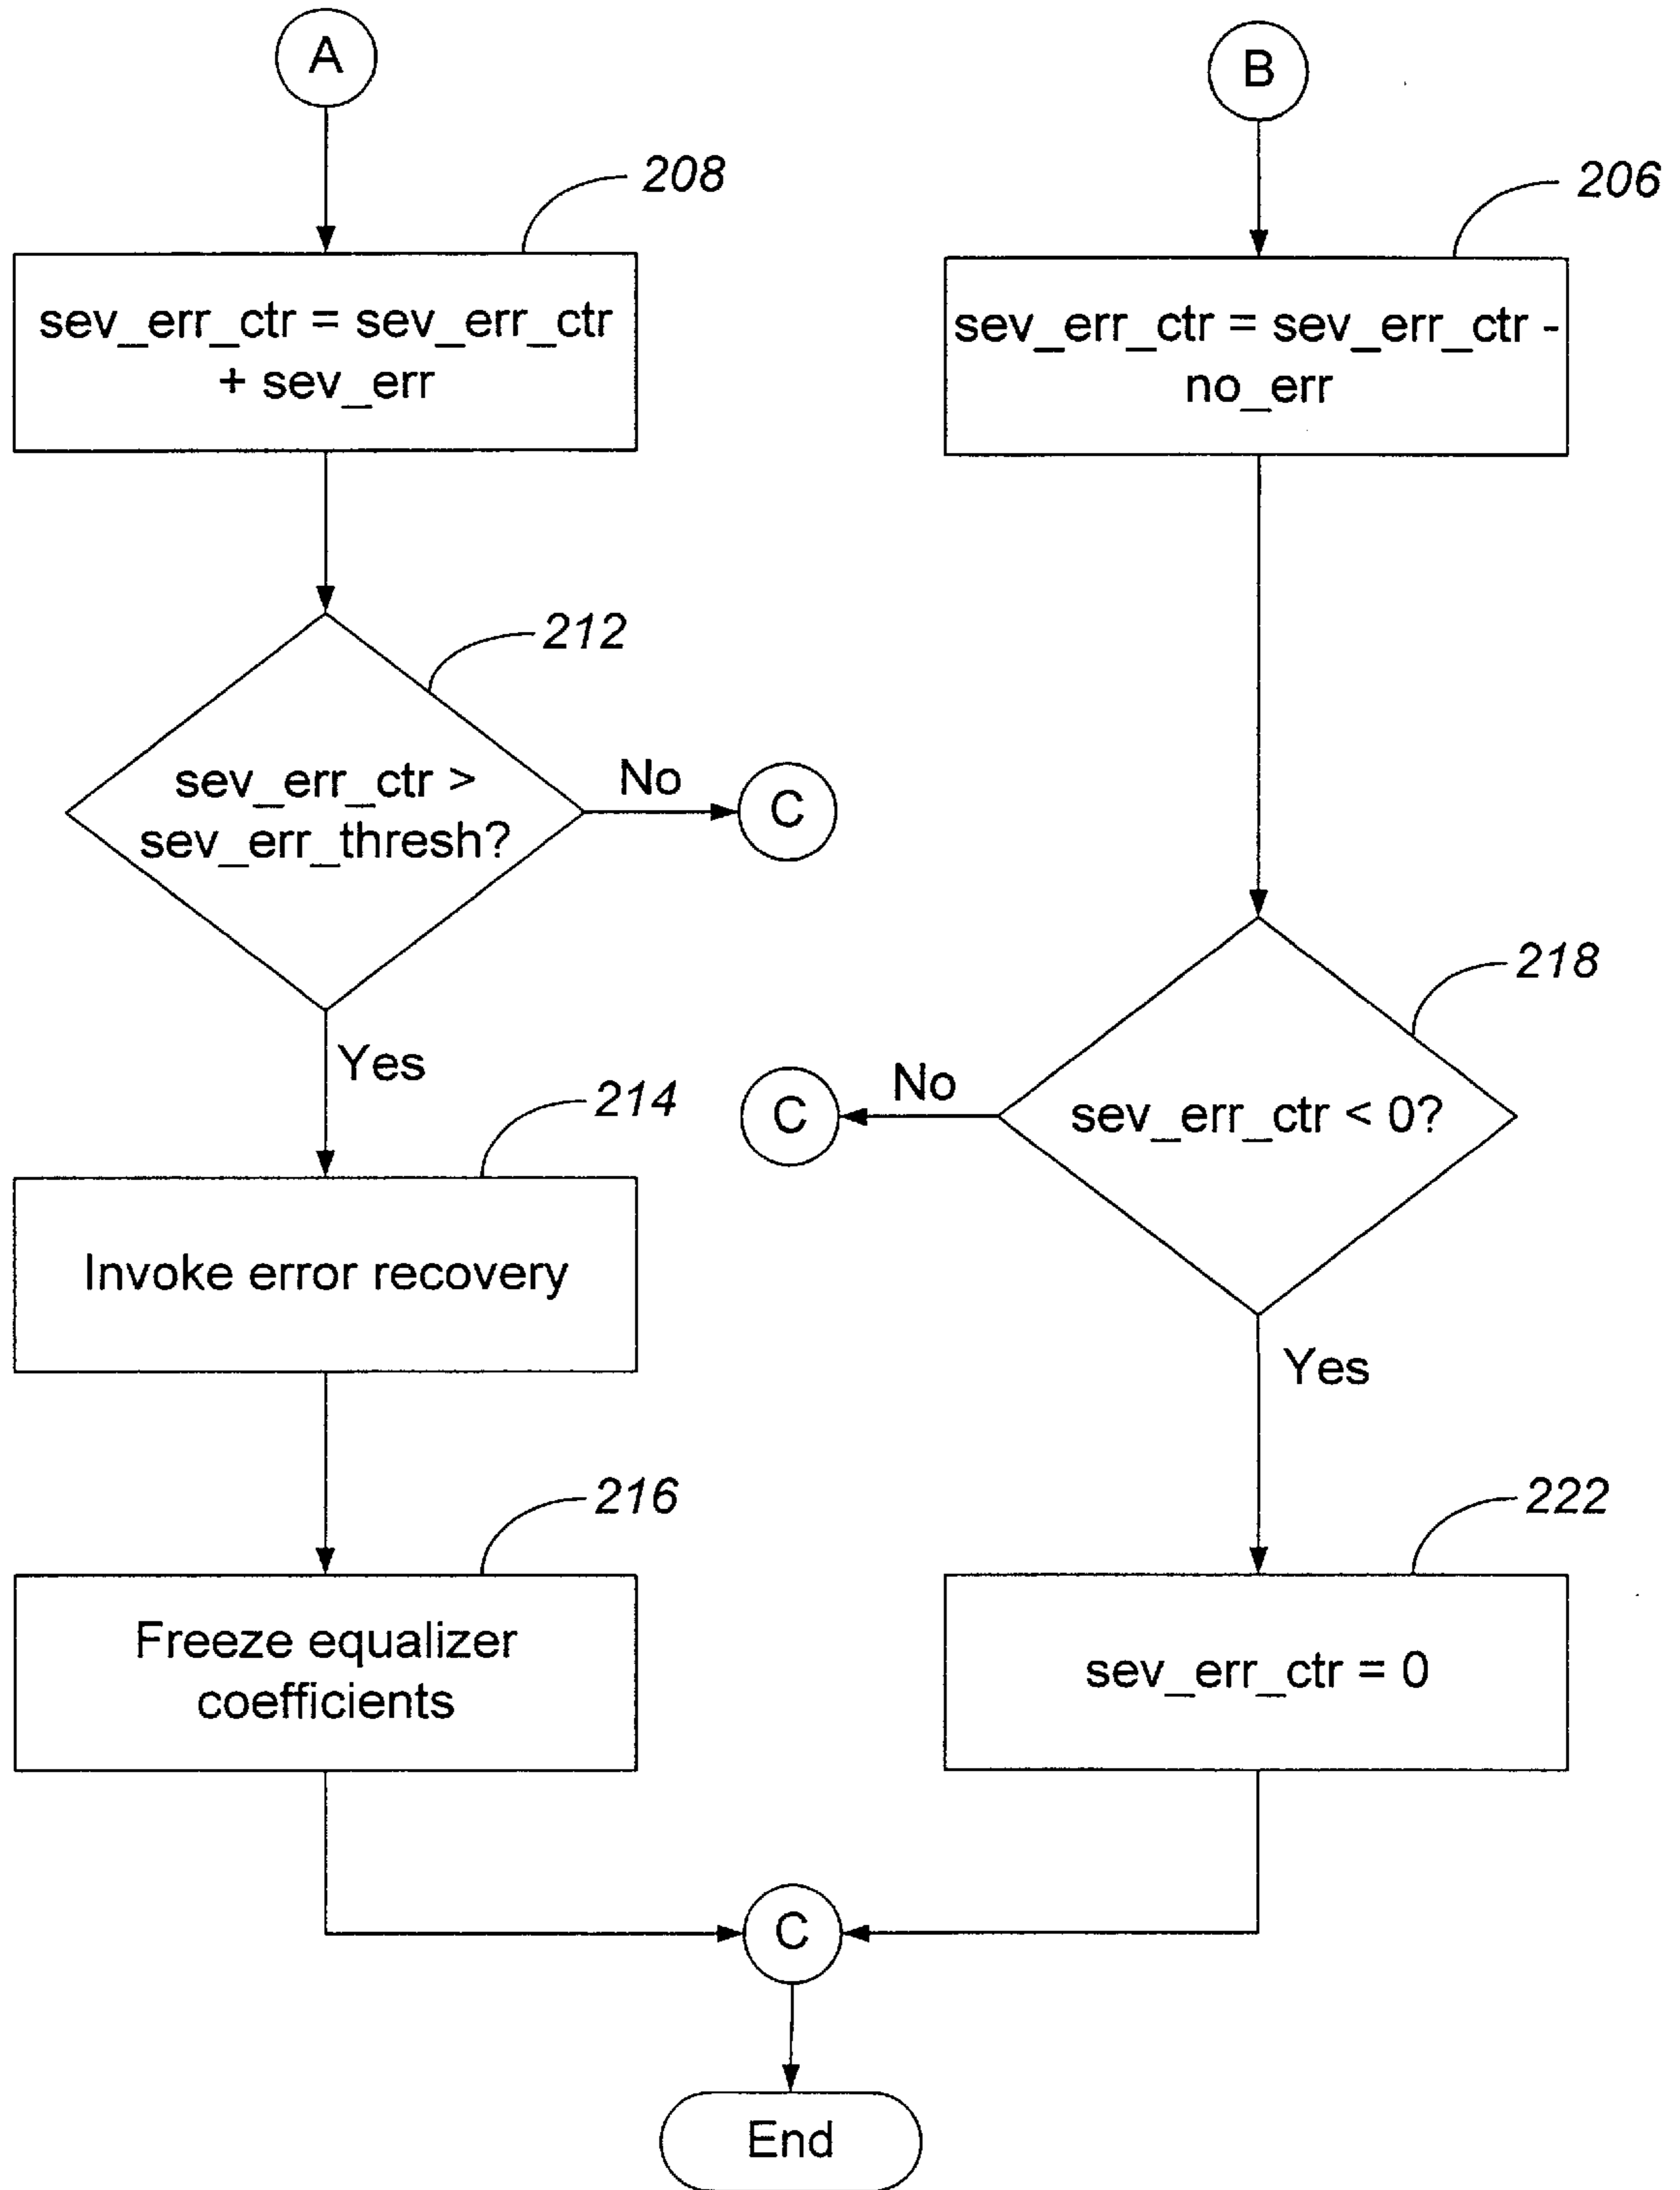 A
208
sev_err_ctr = sev_err_ctr
+ sev_err
212
sev_err_ctr >
sev_err_thresh?
No
C
Yes
214
Invoke error recovery
216
Freeze equalizer
coefficients
B
206
sev_err_ctr = sev_err_ctr -
no_err
218
sev_err_ctr < 0?
No
C
Yes
222
sev_err_ctr = 0
C
End